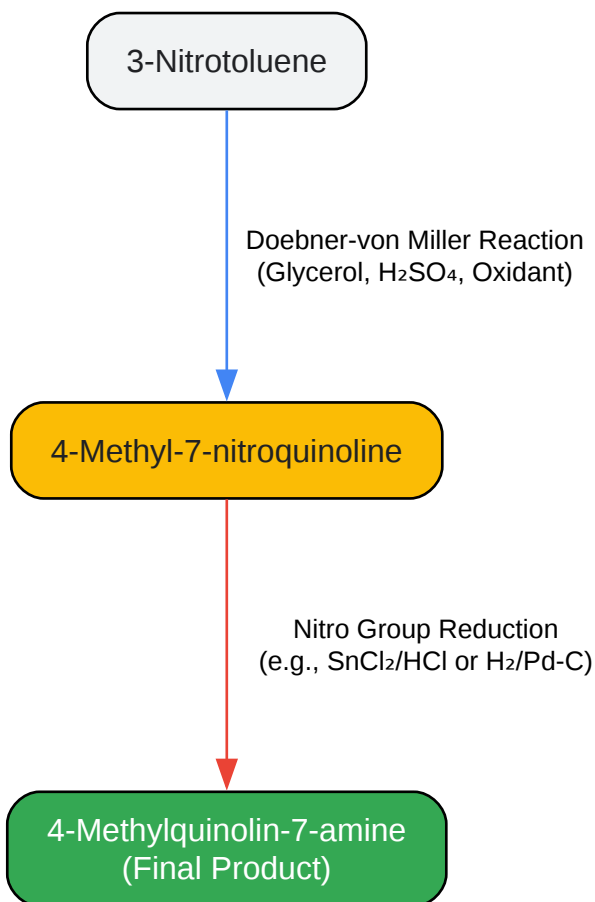 3-Nitrotoluene
Doebner-von Miller Reaction
(Glycerol, H₂SO₄, Oxidant)
4-Methyl-7-nitroquinoline
Nitro Group Reduction
(e.g., SnCl₂/HCl or H₂/Pd-C)
4-Methylquinolin-7-amine
(Final Product)